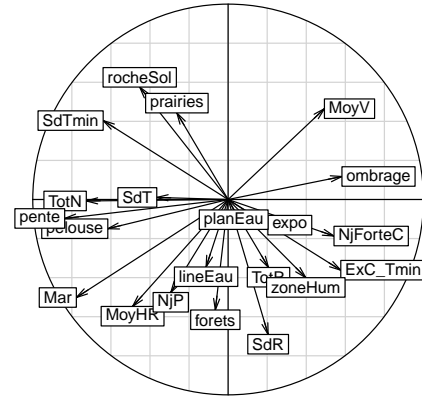 rocheSol
prairies
MoyV
SdTmin
ombrage
SdT
TotN
pente
pelouse
planEau
expo
NjForteC
lineEau
TotR
ExC_Tmin
zoneHum
Mar
NjP
MoyHR
forets
SdR